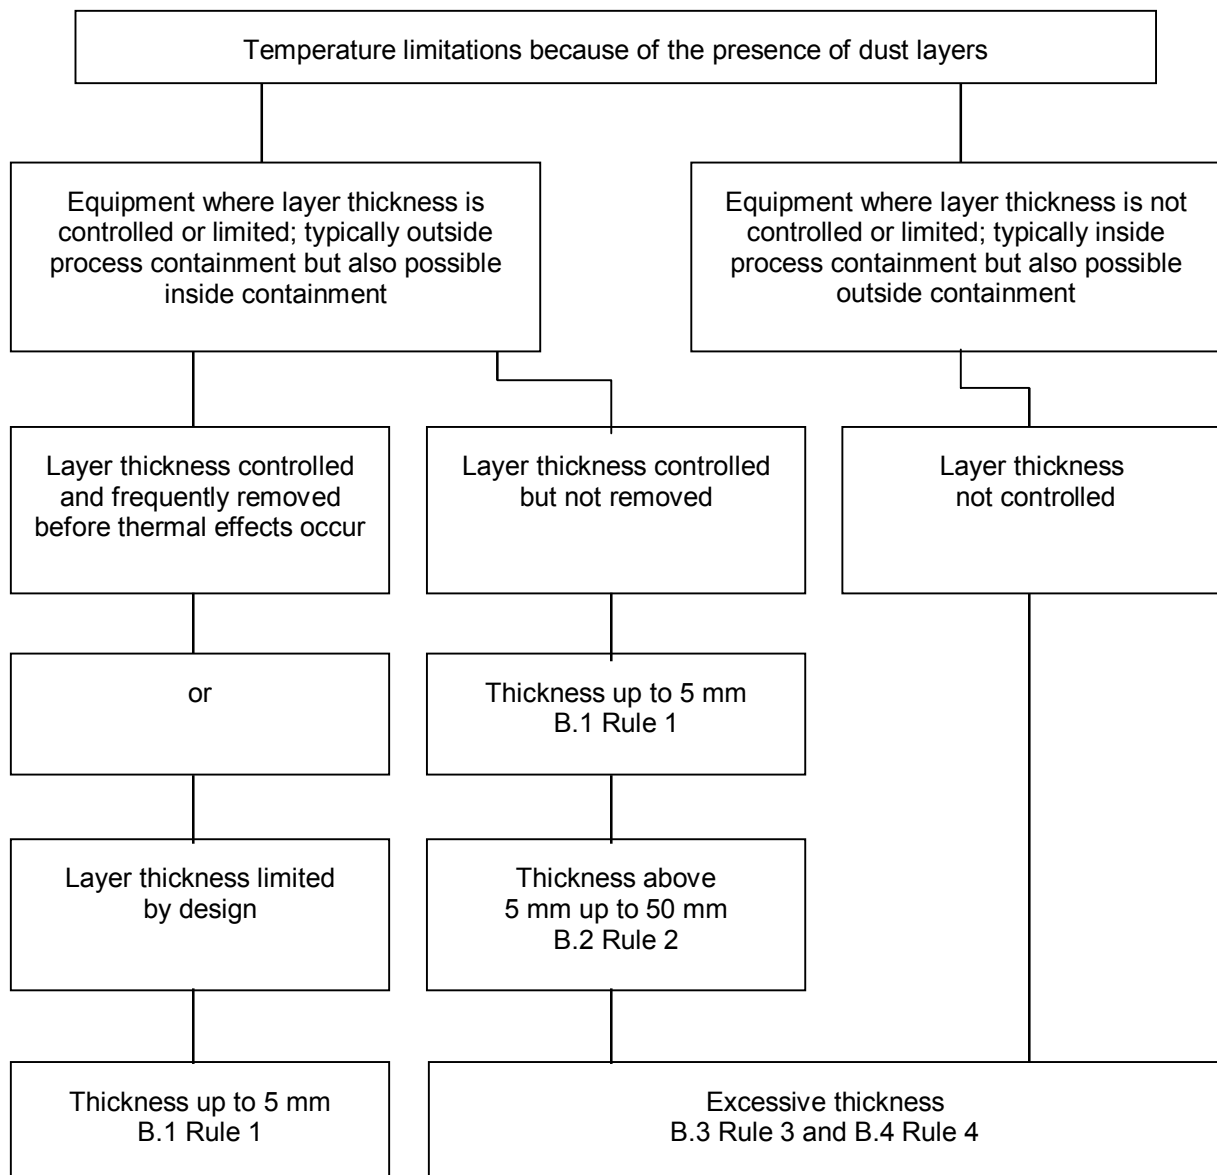 Temperature limitations because of the presence of dust layers
Equipment where layer thickness is
controlled or limited; typically outside
process containment but also possible
inside containment
Equipment where layer thickness is not
controlled or limited; typically inside
process containment but also possible
outside containment
Layer thickness controlled
and frequently removed
before thermal effects occur
Layer thickness controlled
but not removed
Layer thickness
not controlled
or
Thickness up to 5 mm
B.1 Rule 1
Layer thickness limited
by design
Thickness above
5 mm up to 50 mm
B.2 Rule 2
Thickness up to 5 mm
B.1 Rule 1
Excessive thickness
B.3 Rule 3 and B.4 Rule 4